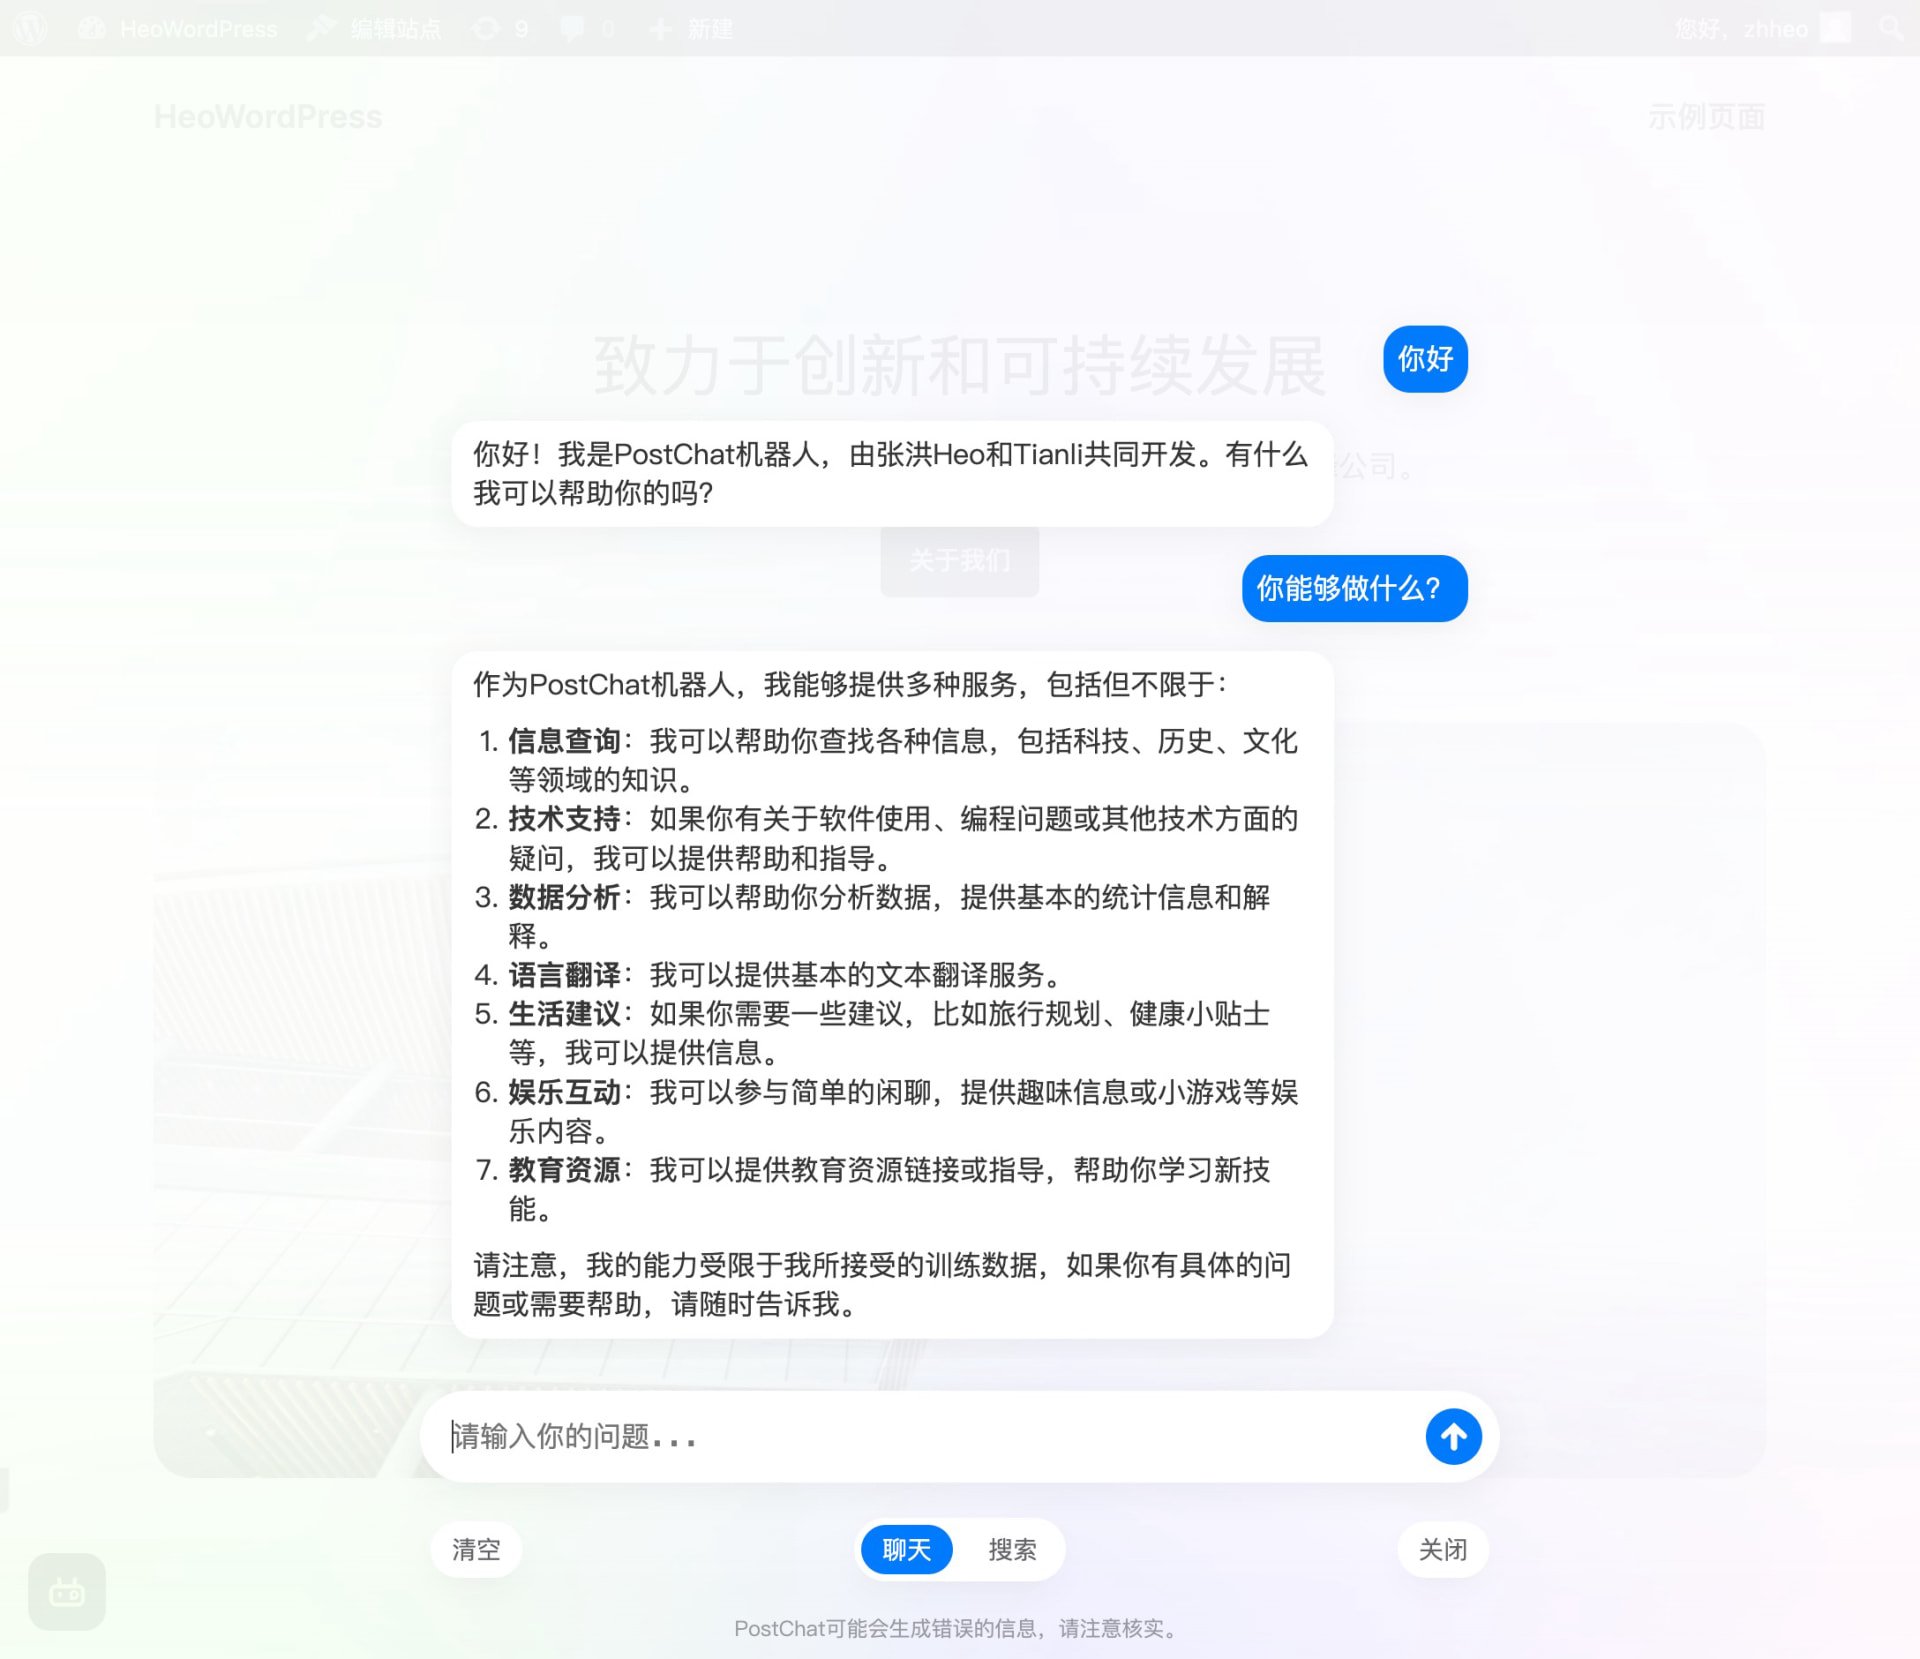 HeoWordPress 编辑站点 9 0 新建 您好，zhheo
HeoWordPress 示例页面
致力于创新和可持续发展
你好
你好！我是PostChat机器人，由张洪Heo和Tianli共同开发。有什么
我可以帮助你的吗？
公司。
关于我们
你能够做什么？
作为PostChat机器人，我能够提供多种服务，包括但不限于：
1. 信息查询：我可以帮助你查找各种信息，包括科技、历史、文化
等领域的知识。
2. 技术支持：如果你有关于软件使用、编程问题或其他技术方面的
疑问，我可以提供帮助和指导。
3. 数据分析：我可以帮助你分析数据，提供基本的统计信息和解
释。
4. 语言翻译：我可以提供基本的文本翻译服务。
5. 生活建议：如果你需要一些建议，比如旅行规划、健康小贴士
等，我可以提供信息。
6. 娱乐互动：我可以参与简单的闲聊，提供趣味信息或小游戏等娱
乐内容。
7. 教育资源：我可以提供教育资源链接或指导，帮助你学习新技
能。
请注意，我的能力受限于我所接受的训练数据，如果你有具体的问
题或需要帮助，请随时告诉我。
请输入你的问题...
清空 聊天 搜索 关闭
PostChat可能会生成错误的信息，请注意核实。